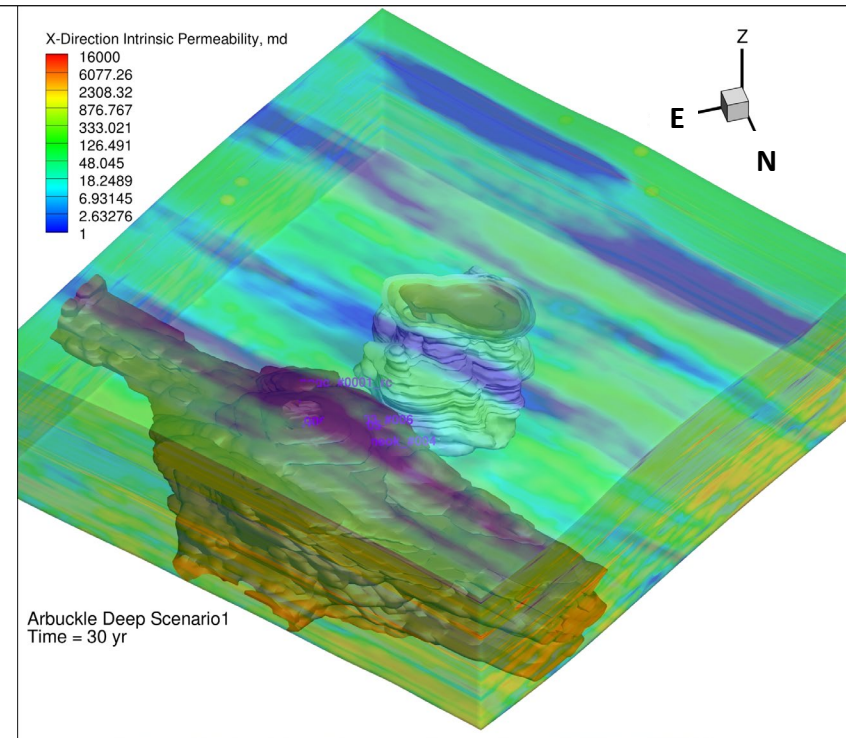 X-Direction Intrinsic Permeability, md
16000
6077.26
2308.32
876.767
333.021
126.491
48.045
18.2489
6.93145
2.63276
1
Z
E
N
Arbuckle Deep Scenario1
Time = 30 yr